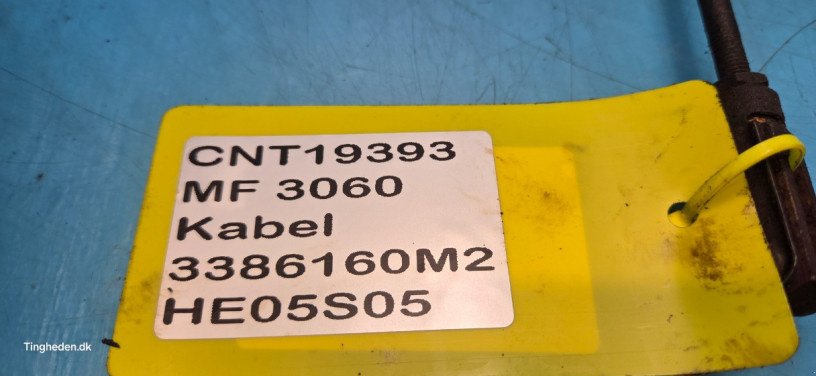 CNT19393
MF 3060
Kabel
3386160M2
HE05S05
Tingheden.dk